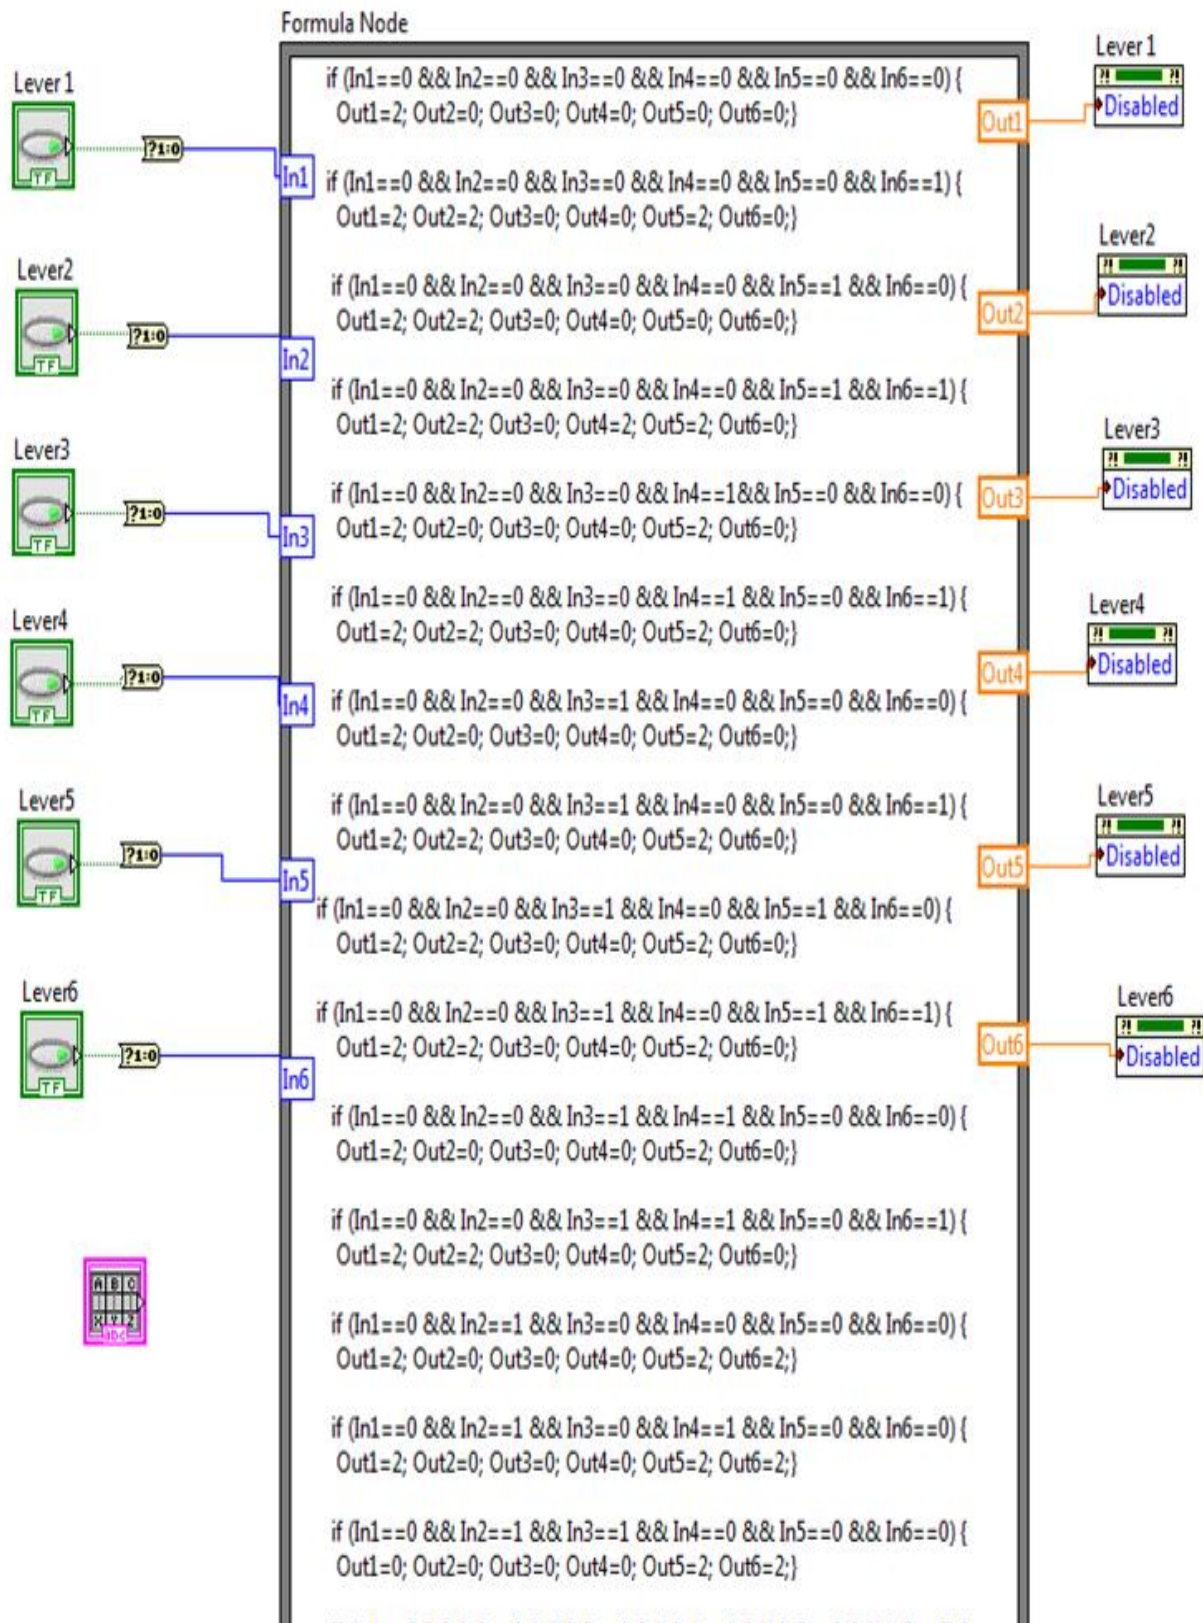 Formula Node
Lever 1
TF
?1:0
In1
Lever2
TF
?1:0
In2
Lever3
TF
?1:0
In3
Lever4
TF
?1:0
In4
Lever5
TF
?1:0
In5
Lever6
TF
?1:0
In6
A B C
X Y Z
abc
if (In1==0 && In2==0 && In3==0 && In4==0 && In5==0 && In6==0) {
Out1=2; Out2=0; Out3=0; Out4=0; Out5=0; Out6=0;}
if (In1==0 && In2==0 && In3==0 && In4==0 && In5==0 && In6==1) {
Out1=2; Out2=2; Out3=0; Out4=0; Out5=2; Out6=0;}
if (In1==0 && In2==0 && In3==0 && In4==0 && In5==1 && In6==0) {
Out1=2; Out2=2; Out3=0; Out4=0; Out5=0; Out6=0;}
if (In1==0 && In2==0 && In3==0 && In4==0 && In5==1 && In6==1) {
Out1=2; Out2=2; Out3=0; Out4=2; Out5=2; Out6=0;}
if (In1==0 && In2==0 && In3==0 && In4==1&& In5==0 && In6==0) {
Out1=2; Out2=0; Out3=0; Out4=0; Out5=2; Out6=0;}
if (In1==0 && In2==0 && In3==0 && In4==1 && In5==0 && In6==1) {
Out1=2; Out2=2; Out3=0; Out4=0; Out5=2; Out6=0;}
if (In1==0 && In2==0 && In3==1 && In4==0 && In5==0 && In6==0) {
Out1=2; Out2=0; Out3=0; Out4=0; Out5=2; Out6=0;}
if (In1==0 && In2==0 && In3==1 && In4==0 && In5==0 && In6==1) {
Out1=2; Out2=2; Out3=0; Out4=0; Out5=2; Out6=0;}
if (In1==0 && In2==0 && In3==1 && In4==0 && In5==1 && In6==0) {
Out1=2; Out2=2; Out3=0; Out4=0; Out5=2; Out6=0;}
if (In1==0 && In2==0 && In3==1 && In4==0 && In5==1 && In6==1) {
Out1=2; Out2=2; Out3=0; Out4=0; Out5=2; Out6=0;}
if (In1==0 && In2==0 && In3==1 && In4==1 && In5==0 && In6==0) {
Out1=2; Out2=0; Out3=0; Out4=0; Out5=2; Out6=0;}
if (In1==0 && In2==0 && In3==1 && In4==1 && In5==0 && In6==1) {
Out1=2; Out2=2; Out3=0; Out4=0; Out5=2; Out6=0;}
if (In1==0 && In2==1 && In3==0 && In4==0 && In5==0 && In6==0) {
Out1=2; Out2=0; Out3=0; Out4=0; Out5=2; Out6=2;}
if (In1==0 && In2==1 && In3==0 && In4==1 && In5==0 && In6==0) {
Out1=2; Out2=0; Out3=0; Out4=0; Out5=2; Out6=2;}
if (In1==0 && In2==1 && In3==1 && In4==0 && In5==0 && In6==0) {
Out1=0; Out2=0; Out3=0; Out4=0; Out5=2; Out6=2;}
Out1
Lever 1
Disabled
Out2
Lever2
Disabled
Out3
Lever3
Disabled
Out4
Lever4
Disabled
Out5
Lever5
Disabled
Out6
Lever6
Disabled